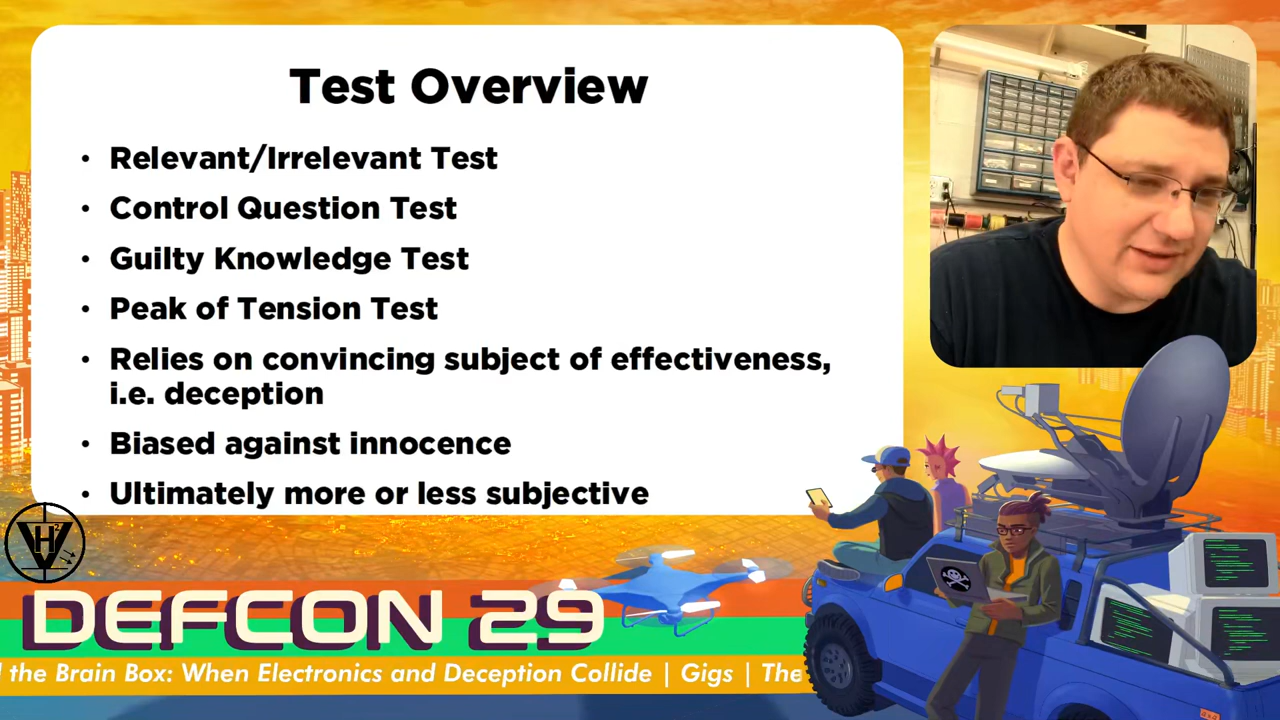 Test Overview
• Relevant/Irrelevant Test
• Control Question Test
• Guilty Knowledge Test
• Peak of Tension Test
• Relies on convincing subject of effectiveness,
i.e. deception
• Biased against innocence
• Ultimately more or less subjective
H2V
DEFCON 29
the Brain Box: When Electronics and Deception Collide | Gigs | The